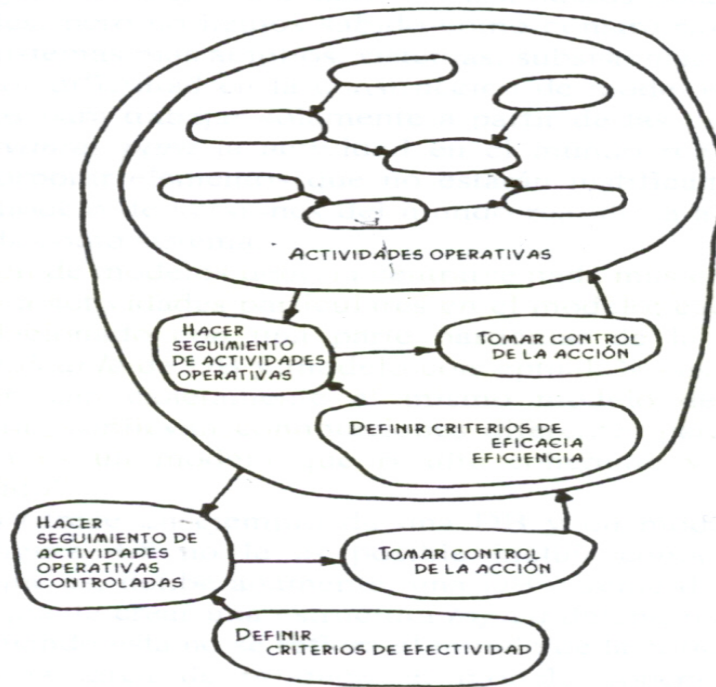 ACTIVIDADES OPERATIVAS
HACER
SEGUIMIENTO
DE ACTIVIDADES
OPERATIVAS
TOMAR CONTROL
DE LA ACCIÓN
DEFINIR CRITERIOS DE
EFICACIA
EFICIENCIA
HACER
SEGUIMIENTO DE
ACTIVIDADES
OPERATIVAS
CONTROLADAS
TOMAR CONTROL
DE LA ACCIÓN
DEFINIR
CRITERIOS DE EFECTIVIDAD